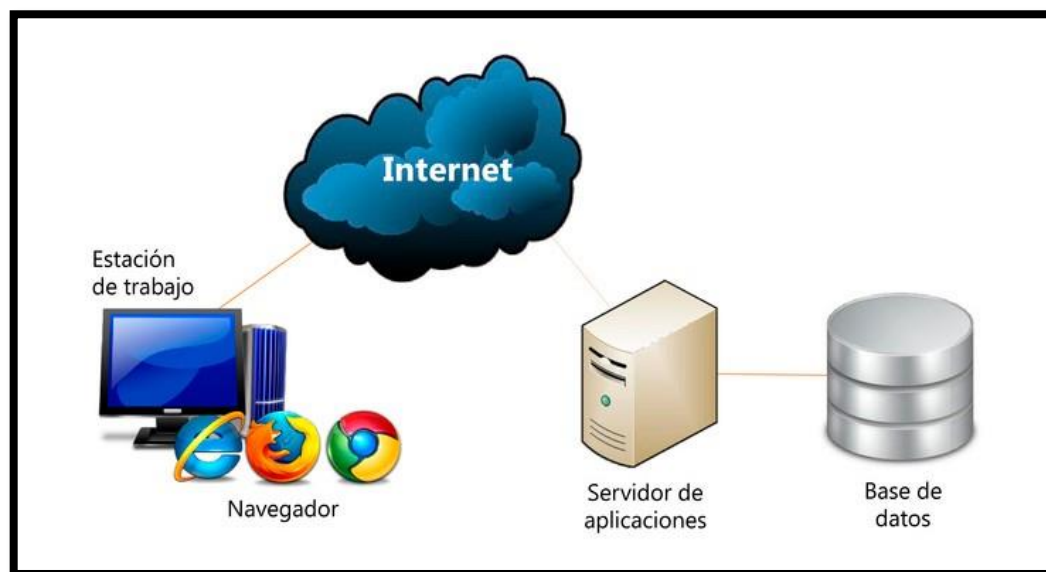 Internet
Estación
de trabajo
Navegador
Servidor de
aplicaciones
Base de
datos